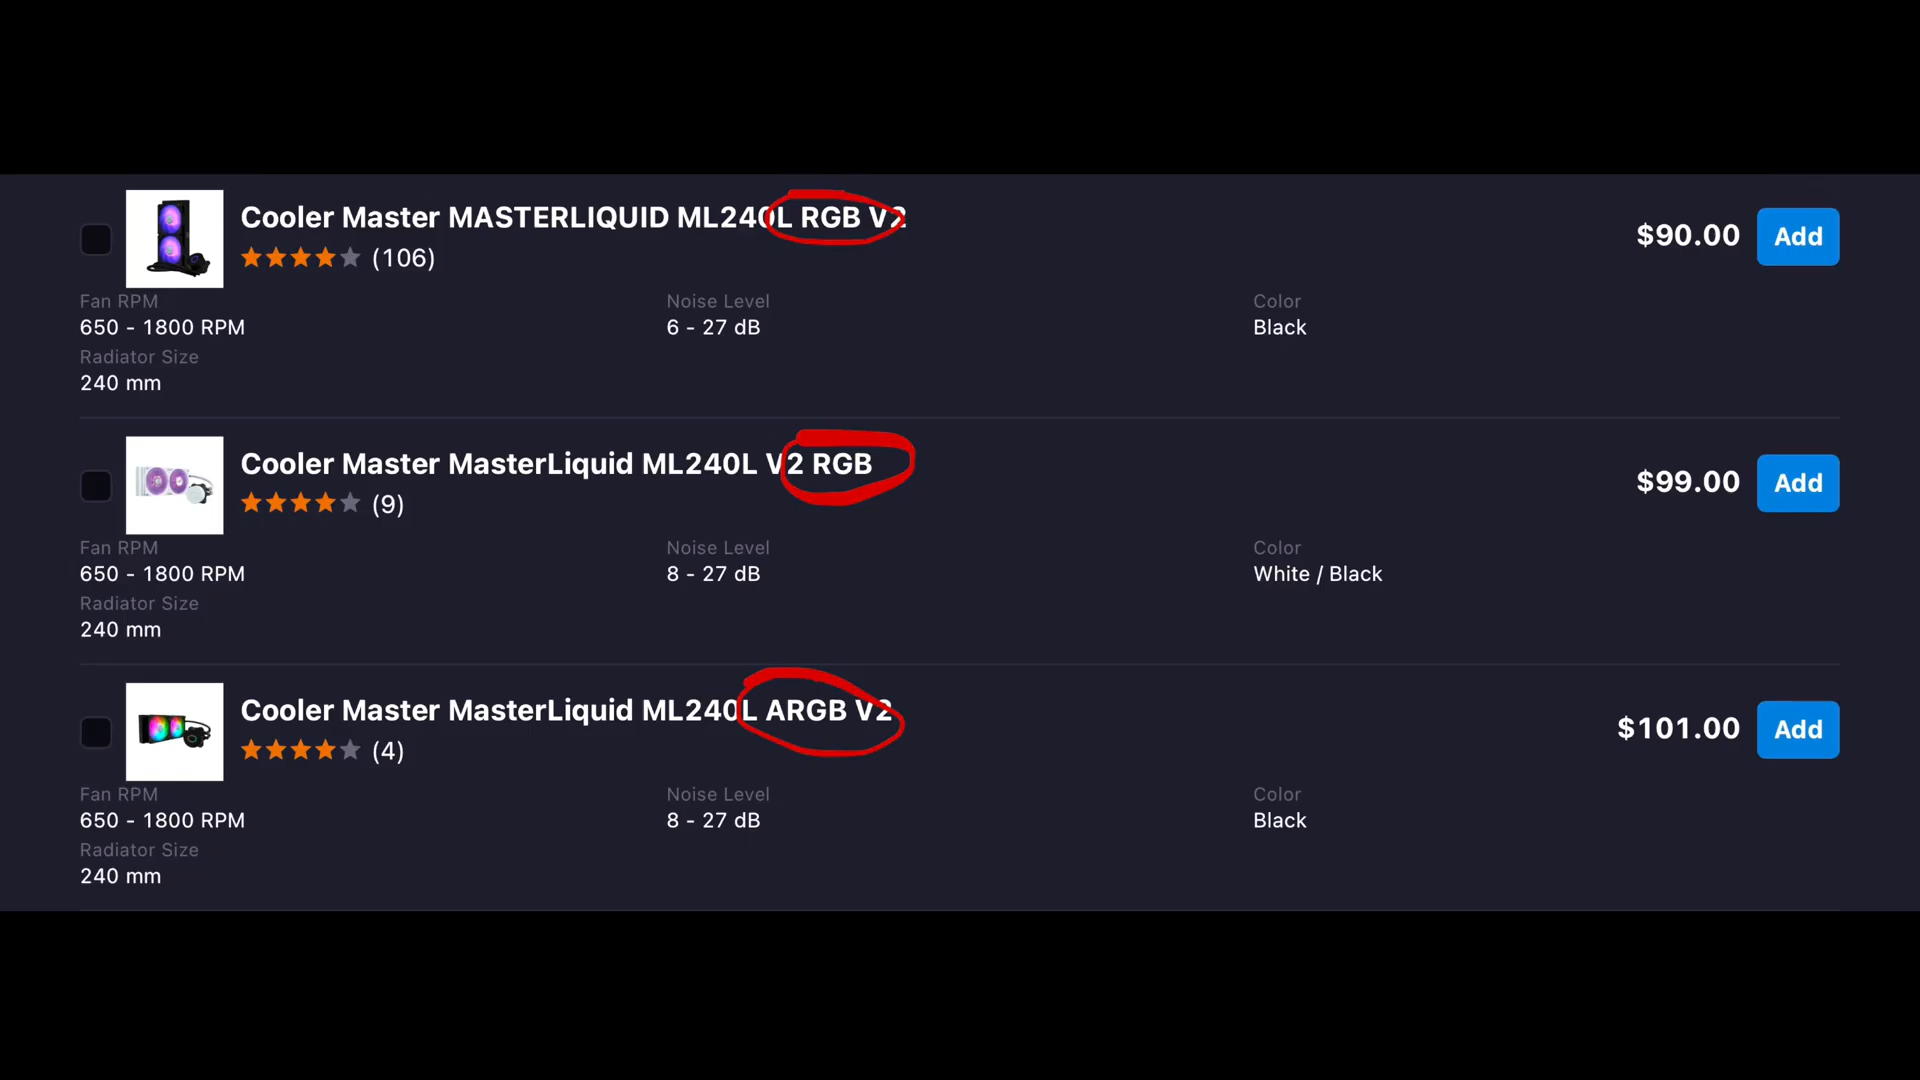 Cooler Master MASTERLIQUID ML240L RGB V2
(106)
$90.00
Add
Fan RPM
650 - 1800 RPM
Noise Level
6 - 27 dB
Color
Black
Radiator Size
240 mm
Cooler Master MasterLiquid ML240L V2 RGB
(9)
$99.00
Add
Fan RPM
650 - 1800 RPM
Noise Level
8 - 27 dB
Color
White / Black
Radiator Size
240 mm
Cooler Master MasterLiquid ML240L ARGB V2
(4)
$101.00
Add
Fan RPM
650 - 1800 RPM
Noise Level
8 - 27 dB
Color
Black
Radiator Size
240 mm